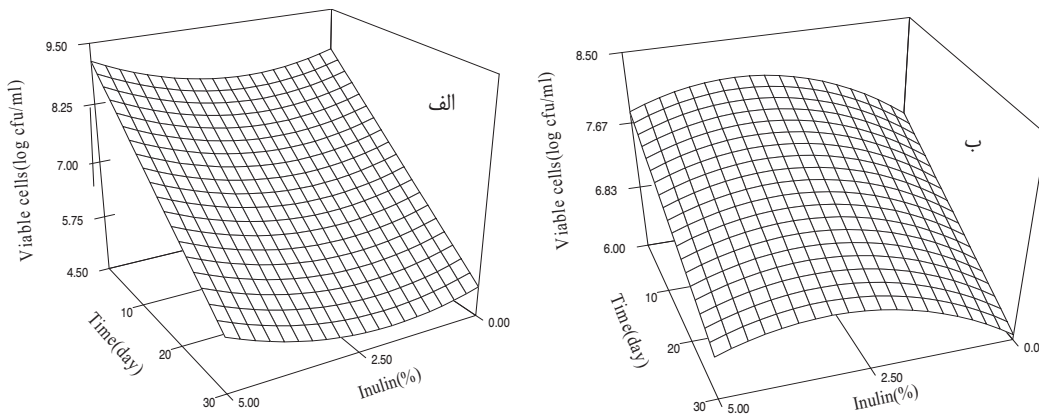 9.50
8.25
7.00
5.75
4.50
Viable cells(log cfu/ml)
10
20
30
Time(day)
5.00
2.50
0.00
Inulin(%)
الف
8.50
7.67
6.83
6.00
Viable cells(log cfu/ml)
10
20
30
Time(day)
5.00
2.50
0.0
Inulin(%)
ب